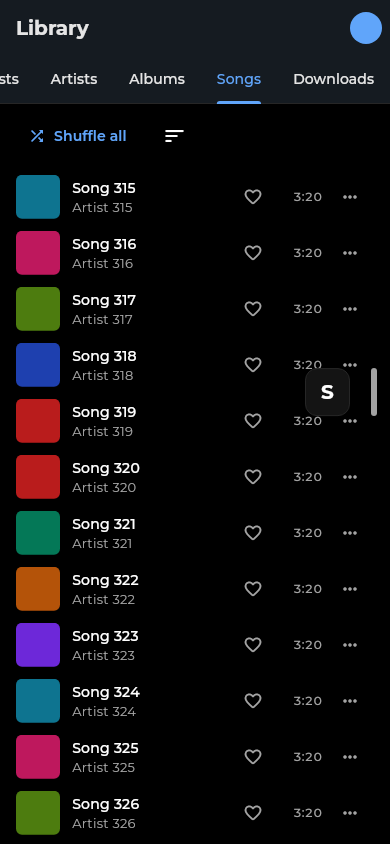 Library
sts Artists Albums Songs Downloads
Shuffle all
Song 315
Artist 315
3:20
Song 316
Artist 316
3:20
Song 317
Artist 317
3:20
Song 318
Artist 318
3:20
S
Song 319
Artist 319
3:20
Song 320
Artist 320
3:20
Song 321
Artist 321
3:20
Song 322
Artist 322
3:20
Song 323
Artist 323
3:20
Song 324
Artist 324
3:20
Song 325
Artist 325
3:20
Song 326
Artist 326
3:20